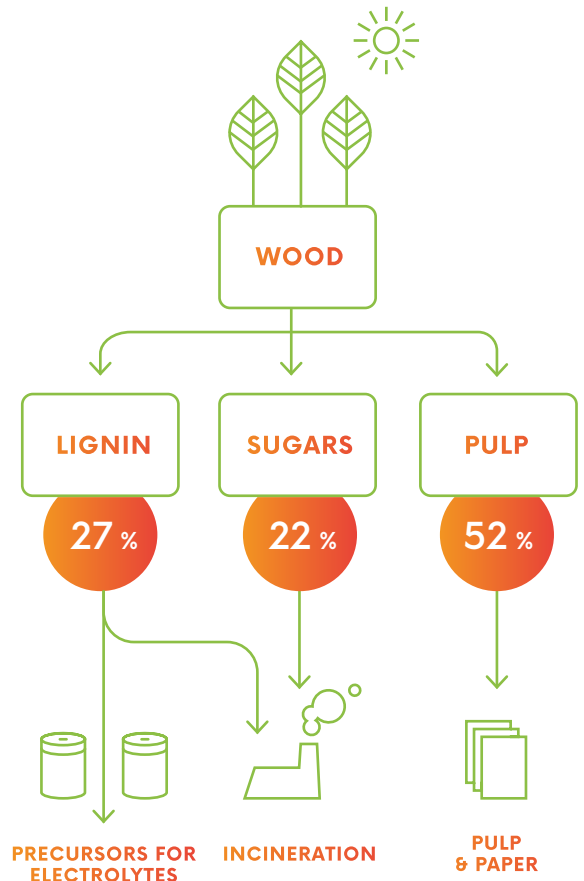 WOOD
LIGNIN
SUGARS
PULP
27 %
22 %
52 %
PRECURSORS FOR
ELECTROLYTES
INCINERATION
PULP
& PAPER